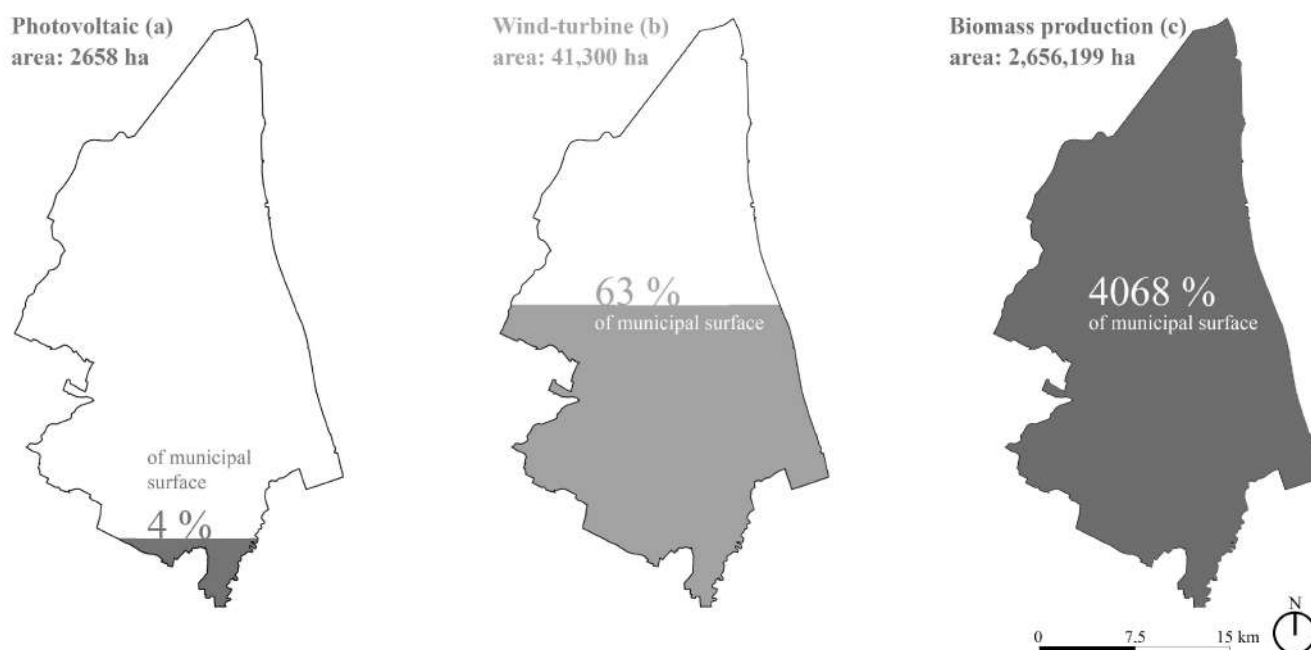 Photovoltaic (a)
area: 2658 ha
Wind-turbine (b)
area: 41,300 ha
Biomass production (c)
area: 2,656,199 ha
63 %
of municipal surface
4068 %
of municipal surface
of municipal
surface
4 %
N
0 7.5 15 km